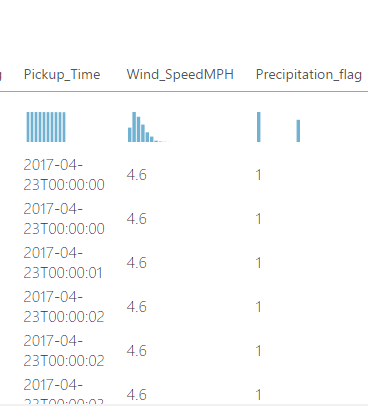 Pickup_Time Wind_SpeedMPH Precipitation_flag
2017-04-
23T00:00:00 4.6 1
2017-04-
23T00:00:00 4.6 1
2017-04-
23T00:00:01 4.6 1
2017-04-
23T00:00:02 4.6 1
2017-04-
23T00:00:02 4.6 1
2017-04-
4.6 1